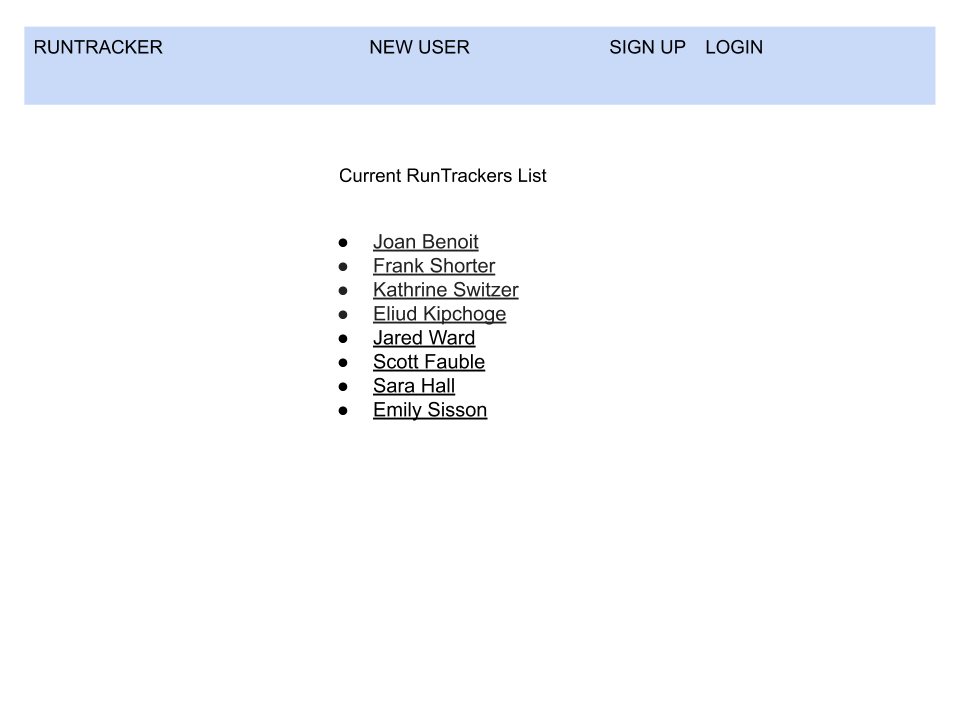 RUNTRACKER NEW USER SIGN UP LOGIN
Current RunTrackers List
● Joan Benoit
● Frank Shorter
● Kathrine Switzer
● Eliud Kipchoge
● Jared Ward
● Scott Fauble
● Sara Hall
● Emily Sisson